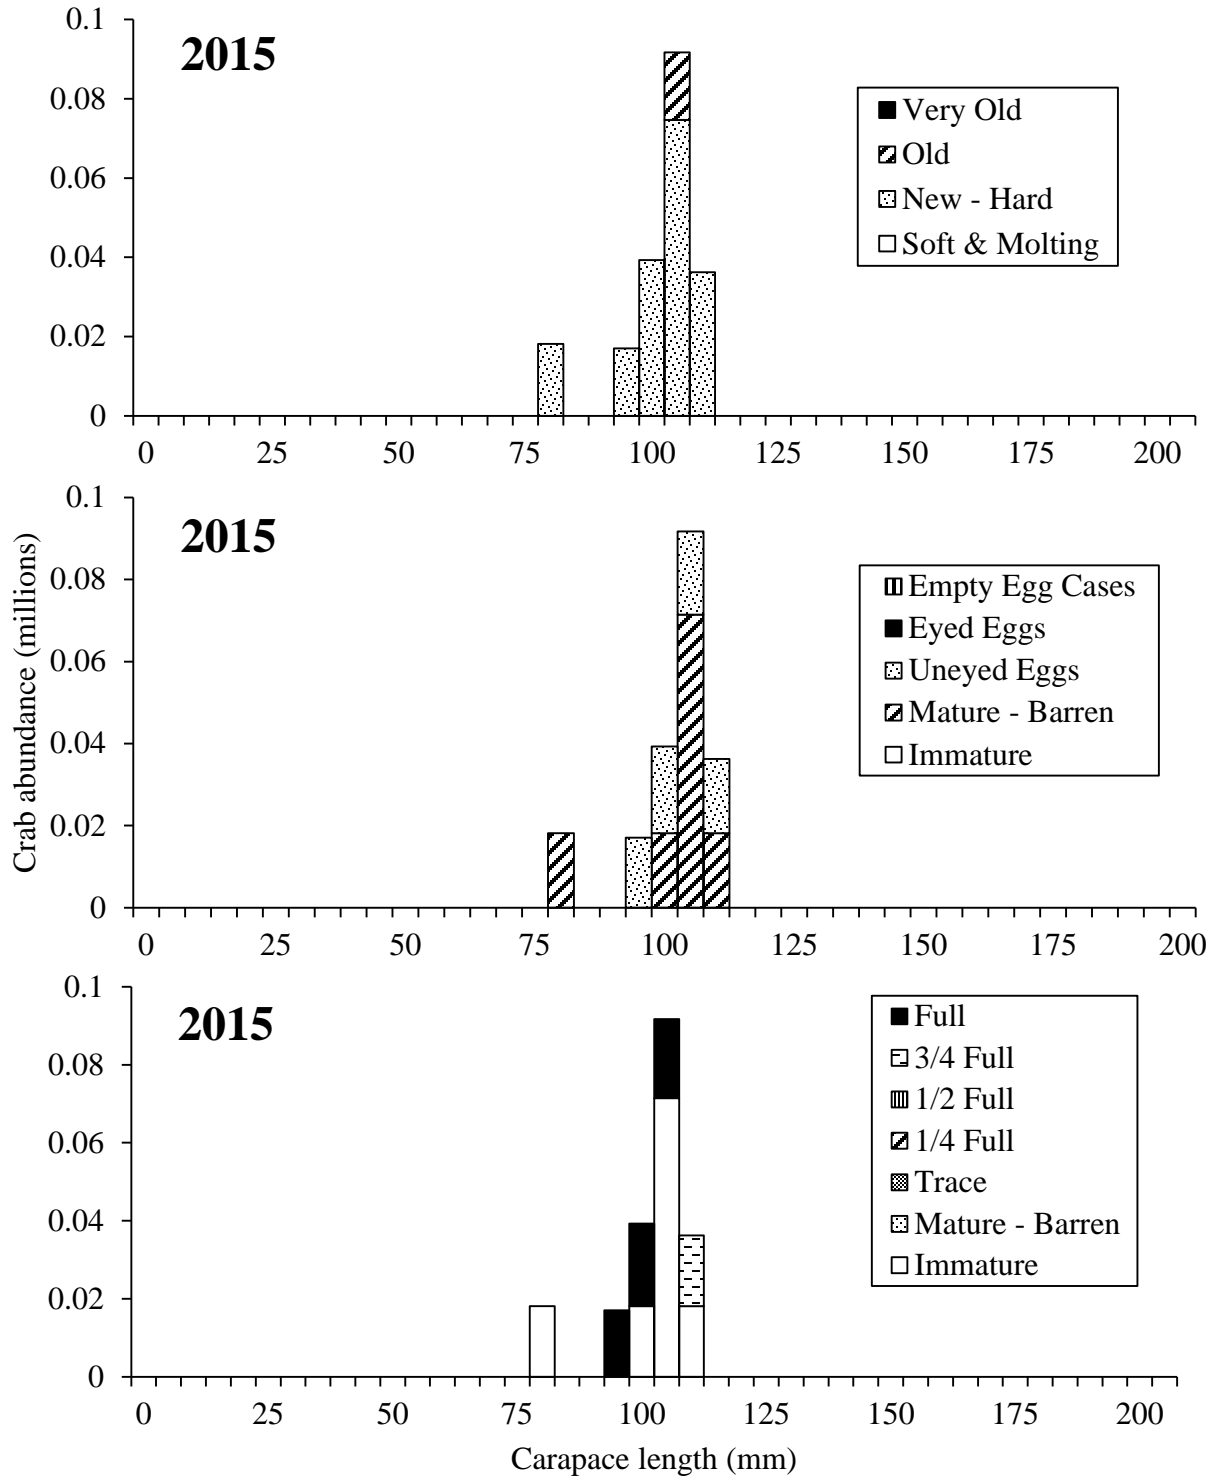 0.1
2015
0.08
0.06
0.04
0.02
0
Very Old
Old
New - Hard
Soft & Molting
0 25 50 75 100 125 150 175 200
Crab abundance (millions)
0.1
2015
0.08
0.06
0.04
0.02
0
Empty Egg Cases
Eyed Eggs
Uneyed Eggs
Mature - Barren
Immature
0 25 50 75 100 125 150 175 200
0.1
2015
0.08
0.06
0.04
0.02
0
Full
3/4 Full
1/2 Full
1/4 Full
Trace
Mature - Barren
Immature
0 25 50 75 100 125 150 175 200
Carapace length (mm)